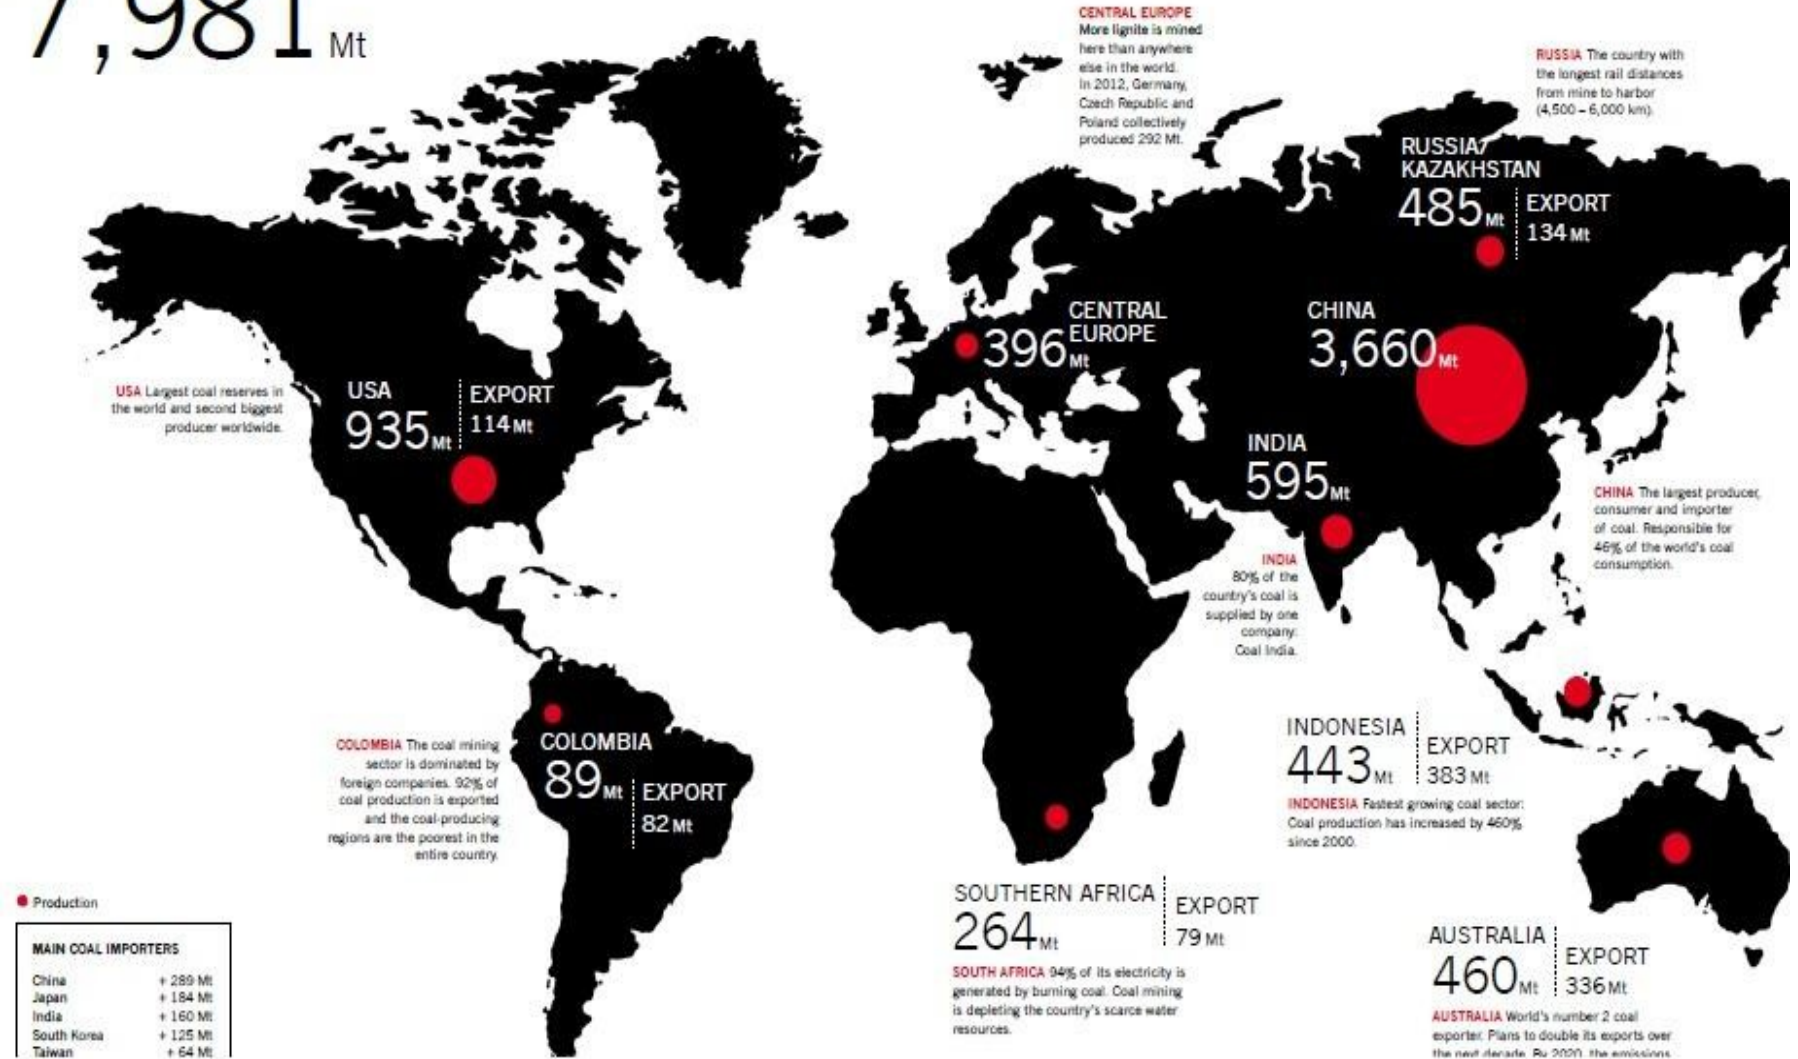 7,981 Mt
CENTRAL EUROPE
More lignite is mined
here than anywhere
else in the world.
In 2012, Germany,
Czech Republic and
Poland collectively
produced 292 Mt.
RUSSIA The country with
the longest rail distances
from mine to harbor
(4,500 – 6,000 km).
RUSSIA/
KAZAKHSTAN
485 Mt
EXPORT
134 Mt
CENTRAL
EUROPE
396 Mt
CHINA
3,660 Mt
USA Largest coal reserves in
the world and second biggest
producer worldwide.
USA
935 Mt
EXPORT
114 Mt
INDIA
595 Mt
CHINA The largest producer,
consumer and importer
of coal. Responsible for
46% of the world's coal
consumption.
INDIA
80% of the
country's coal is
supplied by one
company:
Coal India.
COLOMBIA The coal mining
sector is dominated by
foreign companies. 92% of
coal production is exported
and the coal-producing
regions are the poorest in the
entire country.
COLOMBIA
89 Mt
EXPORT
82 Mt
INDONESIA
443 Mt
EXPORT
383 Mt
INDONESIA Fastest growing coal sector:
Coal production has increased by 460%
since 2000.
SOUTHERN AFRICA
264 Mt
EXPORT
79 Mt
SOUTH AFRICA 94% of its electricity is
generated by burning coal. Coal mining
is depleting the country's scarce water
resources.
AUSTRALIA
460 Mt
EXPORT
336 Mt
AUSTRALIA World's number 2 coal
exporter. Plans to double its exports over
the next decade. By 2020, the emissions
Production
MAIN COAL IMPORTERS
China + 289 Mt
Japan + 184 Mt
India + 160 Mt
South Korea + 125 Mt
Taiwan + 64 Mt